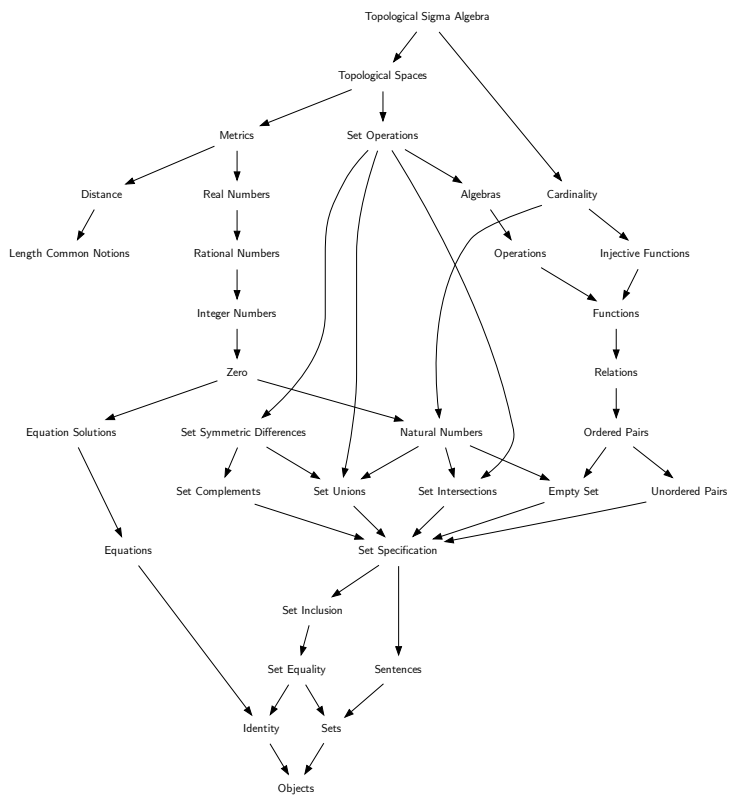 Topological Sigma Algebra
Topological Spaces
Metrics
Set Operations
Distance
Real Numbers
Algebras
Cardinality
Length Common Notions
Rational Numbers
Operations
Injective Functions
Integer Numbers
Functions
Zero
Relations
Equation Solutions
Set Symmetric Differences
Natural Numbers
Ordered Pairs
Set Complements
Set Unions
Set Intersections
Empty Set
Unordered Pairs
Equations
Set Specification
Set Inclusion
Set Equality
Sentences
Identity
Sets
Objects